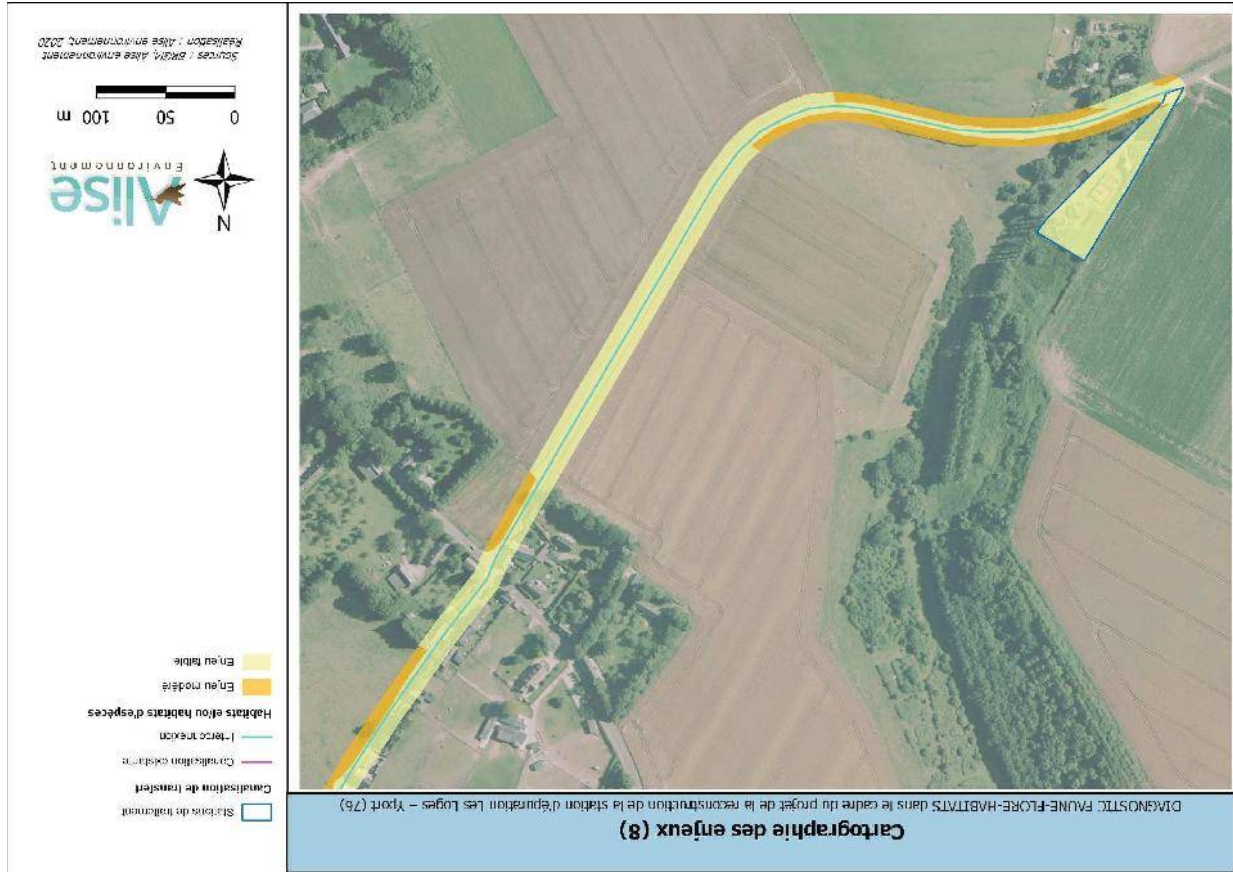 Cartographie des enjeux (8)
DIAGNOSTIC FAUNE-FLORE-HABITATS dans le cadre du projet de la reconstruction de la station d'épuration Les Loges – Yport (76)
Stations de traitement
Canalisation de transfert
Canalisation existante
Interconnexion
Habitats et/ou habitats d'espèces
Enjeu modéré
Enjeu faible
N
Alise
Environnement
0 50 100 m
Sources : BRGM, Alise environnement
Réalisation : Alise environnement, 2020